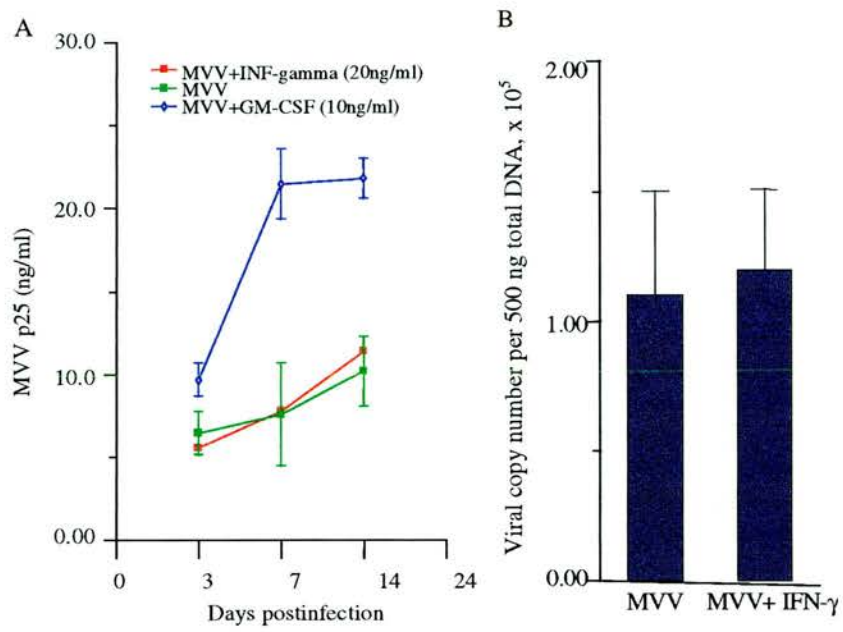 A
30.0
20.0
10.0
0.00
MVV p25 (ng/ml)
MVV+INF-gamma (20ng/ml)
MVV
MVV+GM-CSF (10ng/ml)
0 3 7 14 24
Days postinfection
B
2.00
1.00
0.00
Viral copy number per 500 ng total DNA, x 10⁵
MVV MVV+ IFN-γ